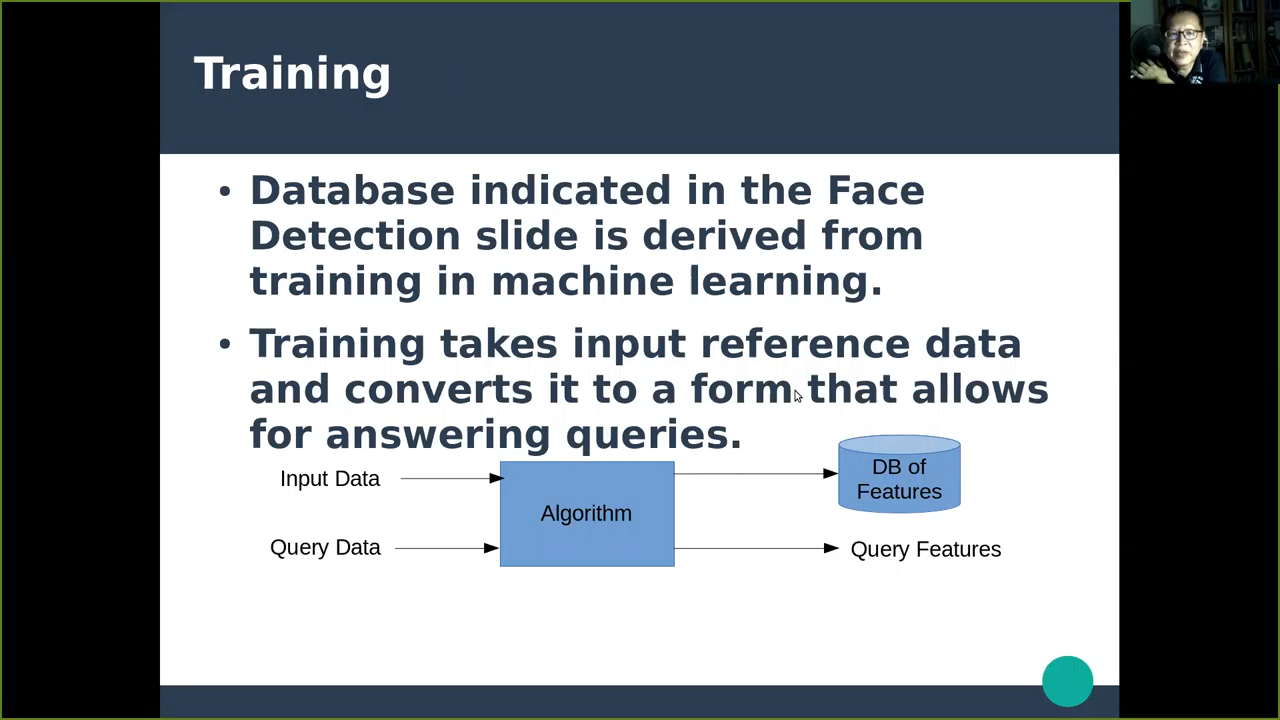 Training
• Database indicated in the Face
Detection slide is derived from
training in machine learning.
• Training takes input reference data
and converts it to a form that allows
for answering queries.
Input Data
Algorithm
DB of
Features
Query Data
Query Features